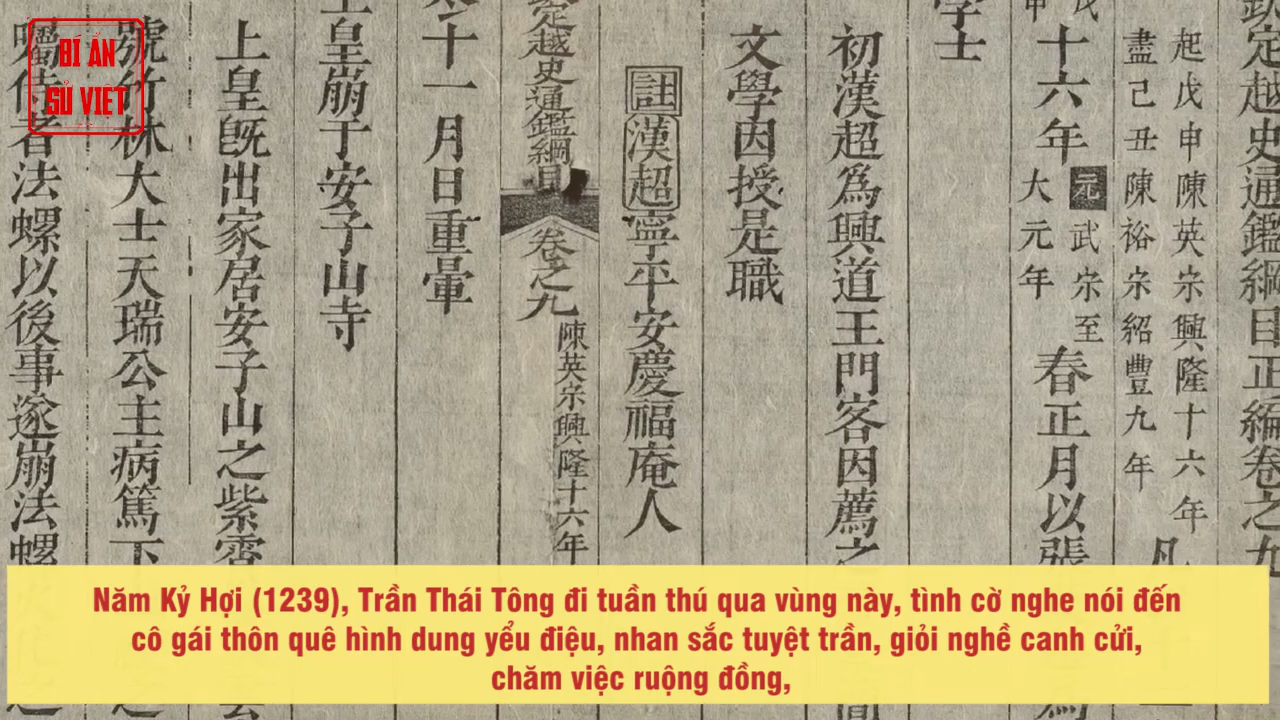 欽定越史通鑑綱目正編卷之九
起戊申陳英宗興隆十六年
盡己丑陳裕宗紹豐九年
十六年
元武宗至
大元年
春正月以張
學士
初漢超爲興道王門客因薦之
文學因授是職
註漢超寧平安慶福庵人
欽定越史通鑑綱目
卷之九
陳英宗興隆十六年
冬十一月日重暈
上皇崩于安子山寺
上皇旣出家居安子山之紫霄
號竹林大士天瑞公主病篤下
囑侍者法螺以後事遂崩法螺
BÍ ẨN
SỬ VIỆT
Năm Kỷ Hợi (1239), Trần Thái Tông đi tuần thú qua vùng này, tình cờ nghe nói đến
cô gái thôn quê hình dung yểu điệu, nhan sắc tuyệt trần, giỏi nghề canh cửi,
chăm việc ruộng đồng,